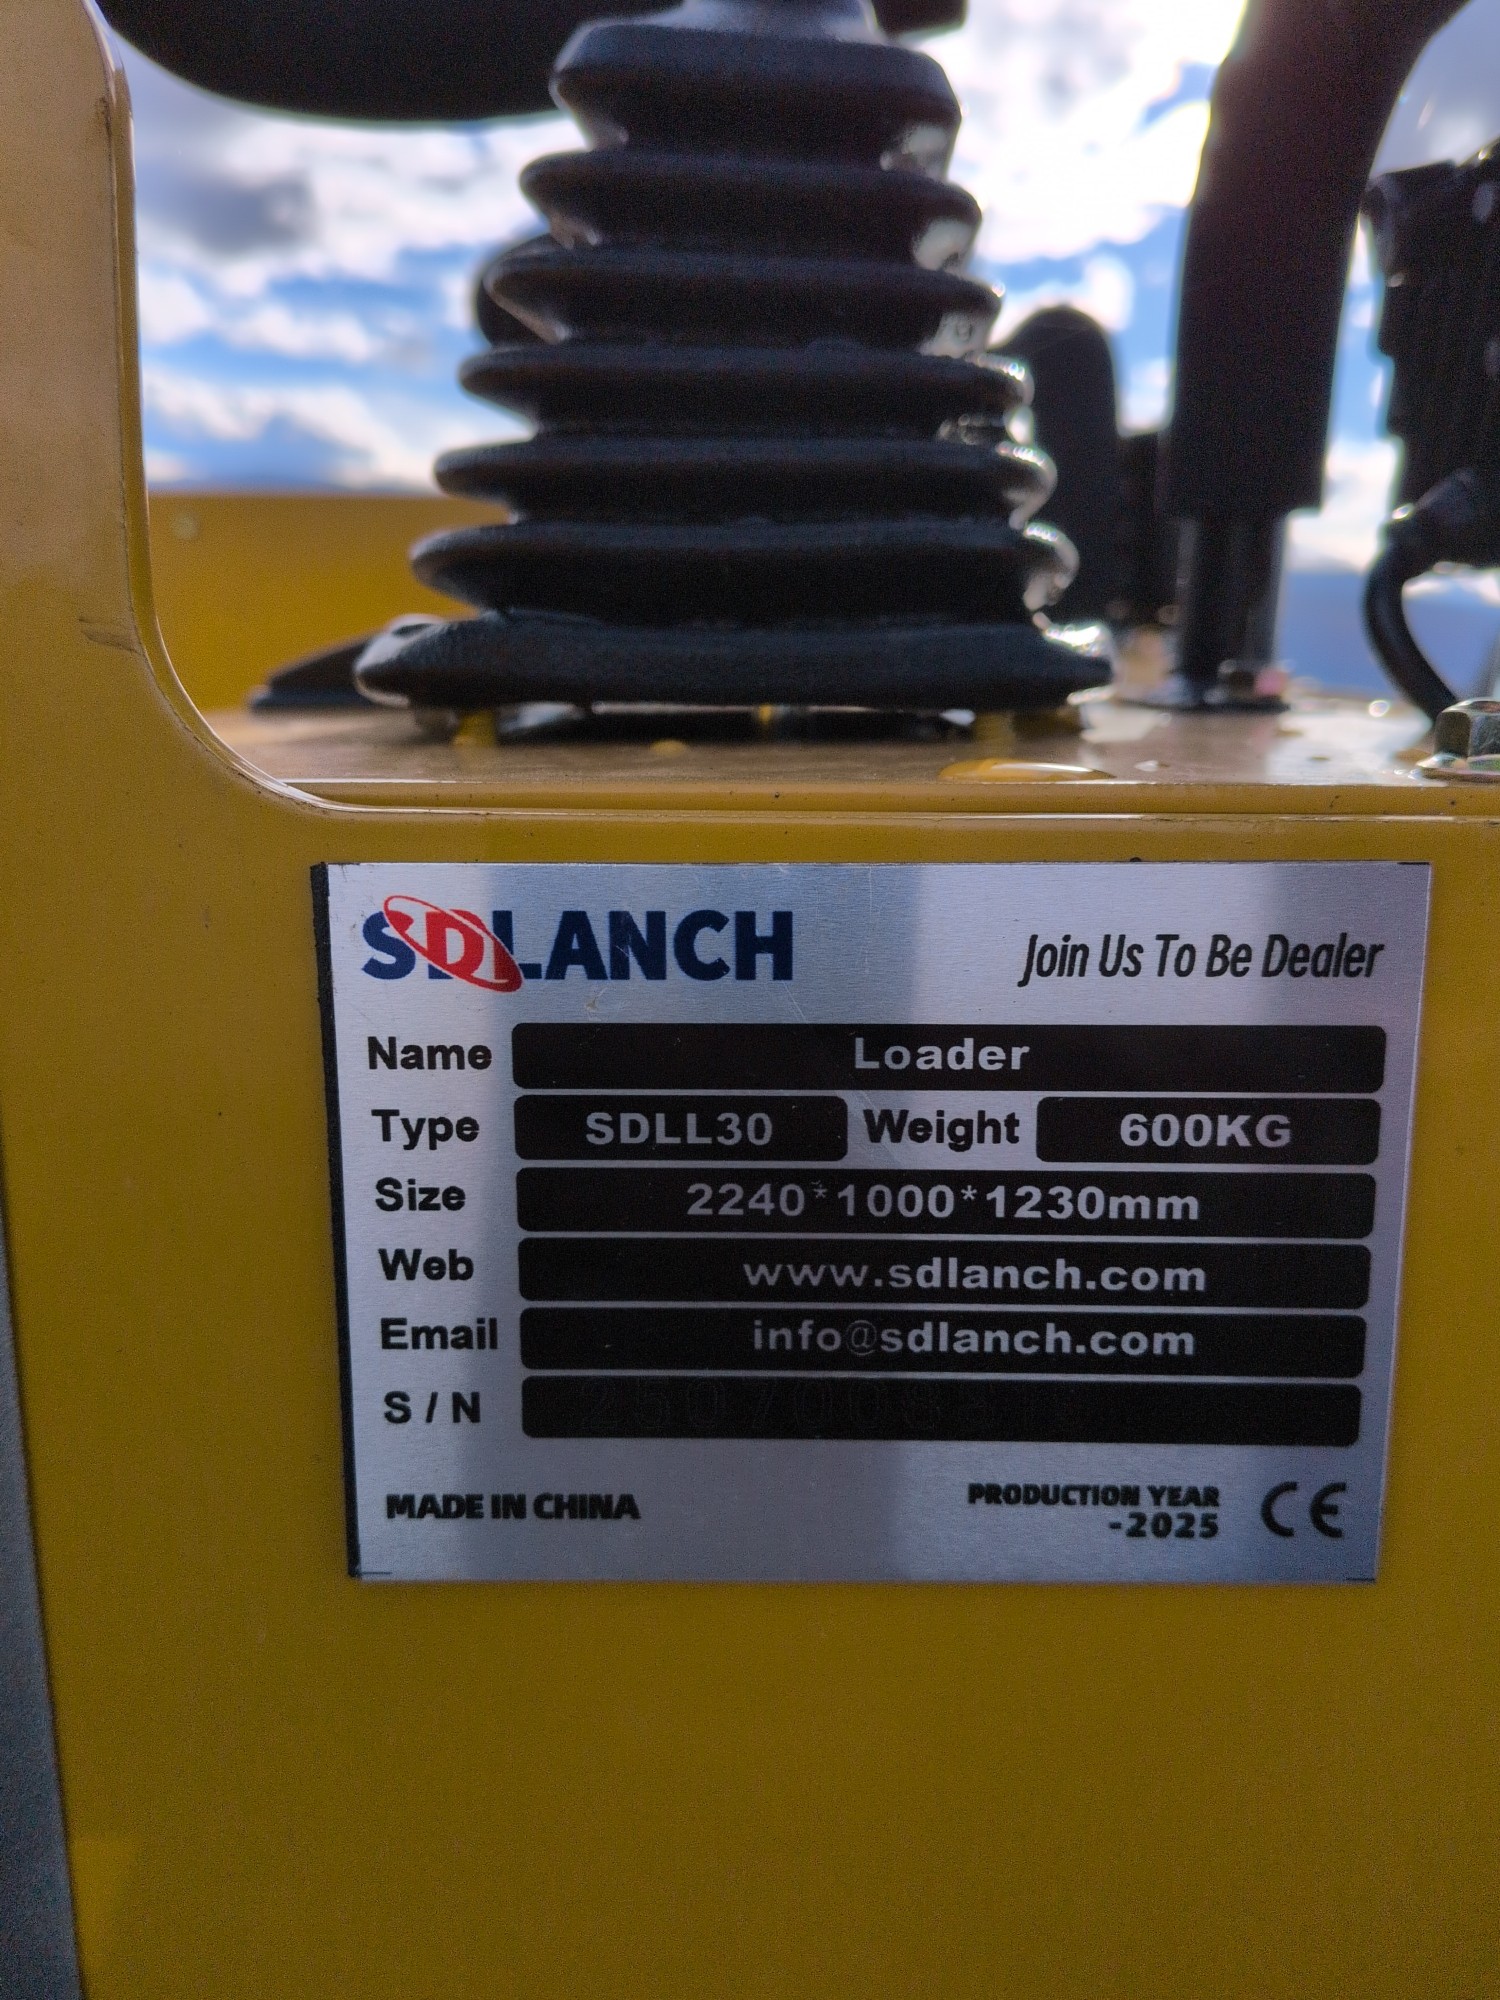 SDLANCH Join Us To Be Dealer
Name Loader
Type SDLL30 Weight 600KG
Size 2240*1000*1230mm
Web www.sdlanch.com
Email info@sdlanch.com
S / N
MADE IN CHINA
PRODUCTION YEAR
-2025
CE